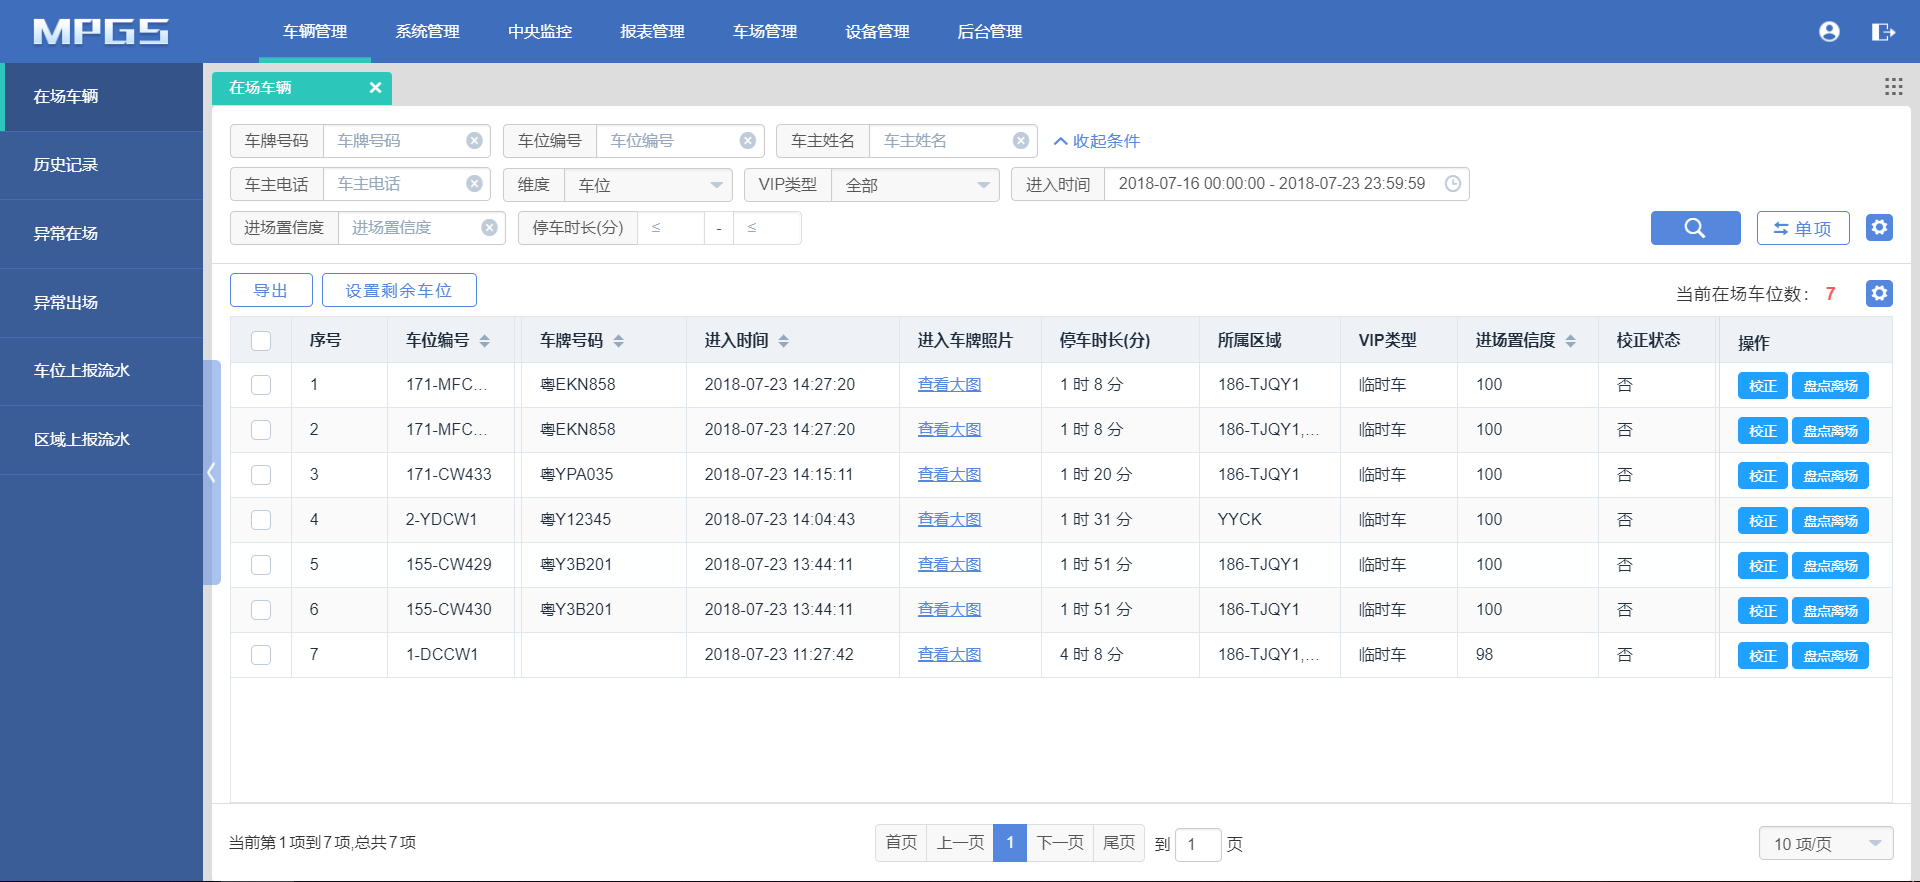 MPGS 车辆管理 系统管理 中央监控 报表管理 车场管理 设备管理 后台管理
在场车辆
历史记录
异常在场
异常出场
车位上报流水
区域上报流水
在场车辆
车牌号码 车牌号码 车位编号 车位编号 车主姓名 车主姓名 收起条件
车主电话 车主电话 维度 车位 VIP类型 全部 进入时间 2018-07-16 00:00:00 - 2018-07-23 23:59:59
进场置信度 进场置信度 停车时长(分) ≤ - ≤ 单项
导出 设置剩余车位 当前在场车位数： 7
序号 车位编号 车牌号码 进入时间 进入车牌照片 停车时长(分) 所属区域 VIP类型 进场置信度 校正状态 操作
1 171-MFC... 粤EKN858 2018-07-23 14:27:20 查看大图 1 时 8 分 186-TJQY1 临时车 100 否 校正 盘点离场
2 171-MFC... 粤EKN858 2018-07-23 14:27:20 查看大图 1 时 8 分 186-TJQY1,... 临时车 100 否 校正 盘点离场
3 171-CW433 粤YPA035 2018-07-23 14:15:11 查看大图 1 时 20 分 186-TJQY1 临时车 100 否 校正 盘点离场
4 2-YDCW1 粤Y12345 2018-07-23 14:04:43 查看大图 1 时 31 分 YYCK 临时车 100 否 校正 盘点离场
5 155-CW429 粤Y3B201 2018-07-23 13:44:11 查看大图 1 时 51 分 186-TJQY1 临时车 100 否 校正 盘点离场
6 155-CW430 粤Y3B201 2018-07-23 13:44:11 查看大图 1 时 51 分 186-TJQY1 临时车 100 否 校正 盘点离场
7 1-DCCW1 2018-07-23 11:27:42 查看大图 4 时 8 分 186-TJQY1,... 临时车 98 否 校正 盘点离场
当前第1项到7项,总共7项 首页 上一页 1 下一页 尾页 到 1 页 10 项/页